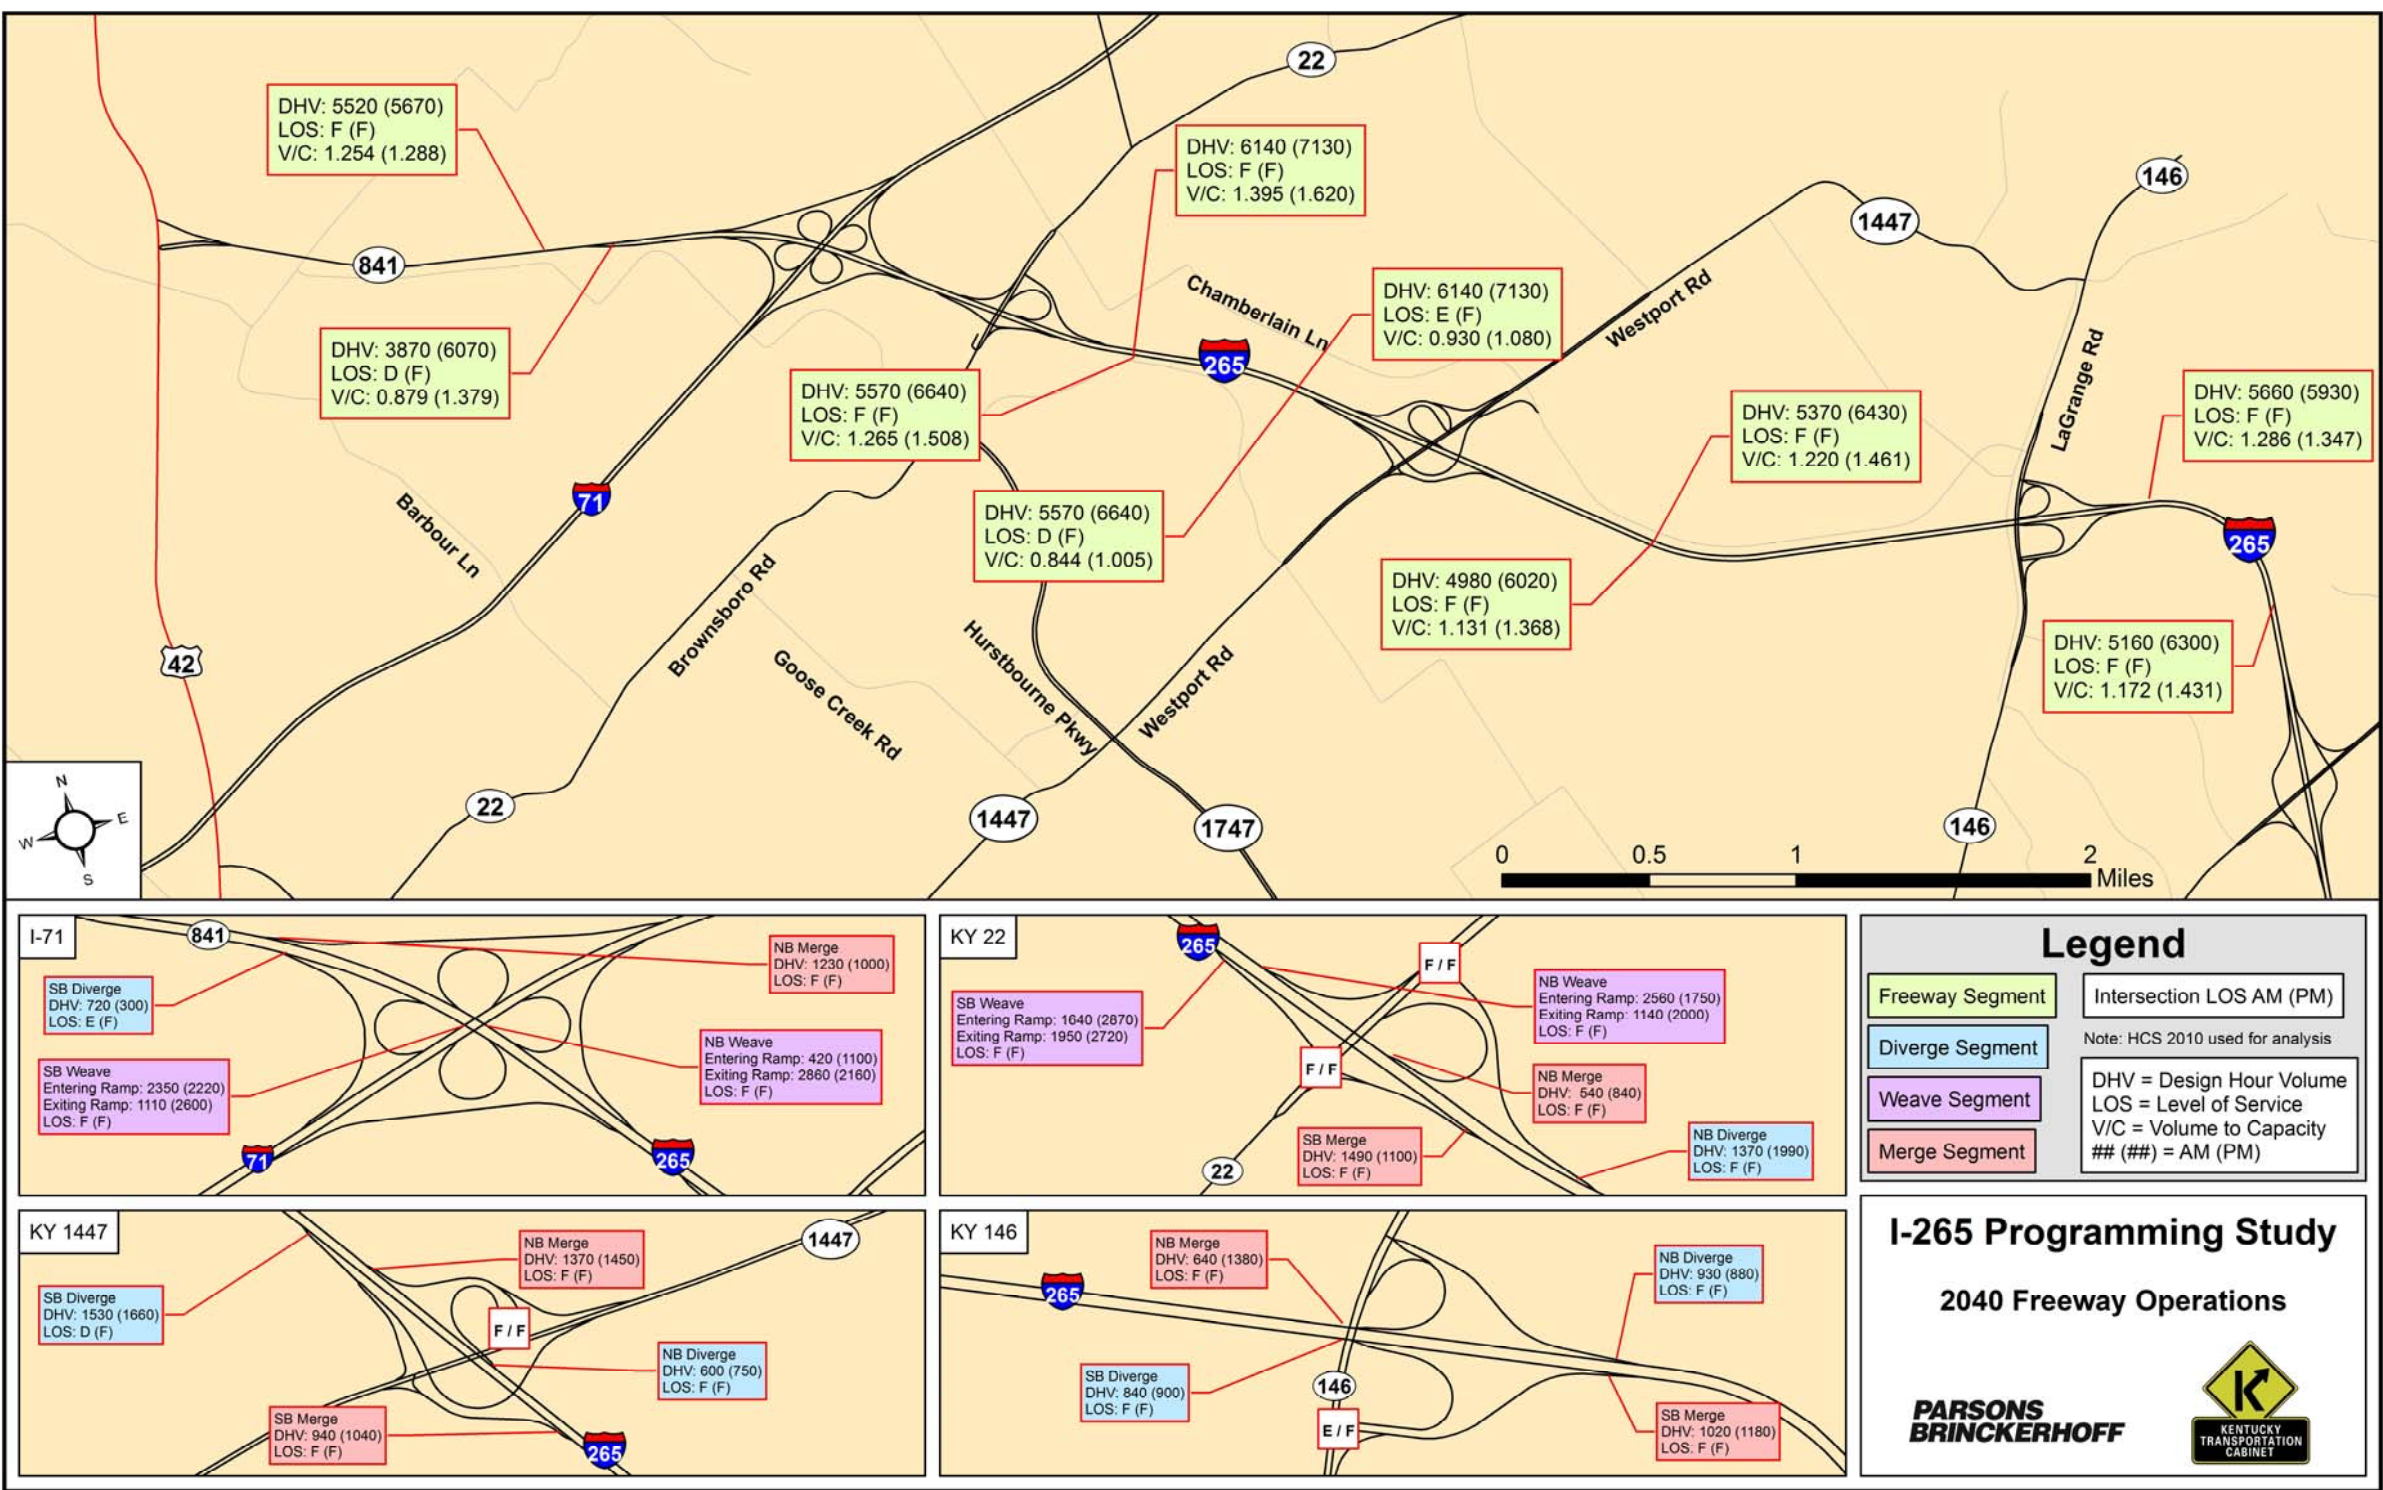 22
DHV: 5520 (5670)
LOS: F (F)
V/C: 1.254 (1.288)
DHV: 6140 (7130)
LOS: F (F)
V/C: 1.395 (1.620)
146
1447
841
Chamberlain Ln
DHV: 6140 (7130)
LOS: E (F)
V/C: 0.930 (1.080)
Westport Rd
265
DHV: 3870 (6070)
LOS: D (F)
V/C: 0.879 (1.379)
DHV: 5570 (6640)
LOS: F (F)
V/C: 1.265 (1.508)
LaGrange Rd
DHV: 5370 (6430)
LOS: F (F)
V/C: 1.220 (1.461)
DHV: 5660 (5930)
LOS: F (F)
V/C: 1.286 (1.347)
71
Barbour Ln
DHV: 5570 (6640)
LOS: D (F)
V/C: 0.844 (1.005)
265
DHV: 4980 (6020)
LOS: F (F)
V/C: 1.131 (1.368)
Brownsboro Rd
42
Goose Creek Rd
Hurstbourne Pkwy
Westport Rd
DHV: 5160 (6300)
LOS: F (F)
V/C: 1.172 (1.431)
N
E
W
S
22
1447
1747
146
0 0.5 1 2
Miles
I-71
841
NB Merge
DHV: 1230 (1000)
LOS: F (F)
SB Diverge
DHV: 720 (300)
LOS: E (F)
NB Weave
Entering Ramp: 420 (1100)
Exiting Ramp: 2860 (2160)
LOS: F (F)
SB Weave
Entering Ramp: 2350 (2220)
Exiting Ramp: 1110 (2600)
LOS: F (F)
71
265
KY 22
265
F / F
SB Weave
Entering Ramp: 1640 (2870)
Exiting Ramp: 1950 (2720)
LOS: F (F)
NB Weave
Entering Ramp: 2560 (1750)
Exiting Ramp: 1140 (2000)
LOS: F (F)
F / F
NB Merge
DHV: 540 (840)
LOS: F (F)
SB Merge
DHV: 1490 (1100)
LOS: F (F)
NB Diverge
DHV: 1370 (1990)
LOS: F (F)
22
Legend
Freeway Segment
Diverge Segment
Weave Segment
Merge Segment
Intersection LOS AM (PM)
Note: HCS 2010 used for analysis
DHV = Design Hour Volume
LOS = Level of Service
V/C = Volume to Capacity
## (##) = AM (PM)
KY 1447
1447
NB Merge
DHV: 1370 (1450)
LOS: F (F)
SB Diverge
DHV: 1530 (1660)
LOS: D (F)
F / F
NB Diverge
DHV: 600 (750)
LOS: F (F)
SB Merge
DHV: 940 (1040)
LOS: F (F)
265
KY 146
265
NB Merge
DHV: 640 (1380)
LOS: F (F)
NB Diverge
DHV: 930 (880)
LOS: F (F)
SB Diverge
DHV: 840 (900)
LOS: F (F)
146
E / F
SB Merge
DHV: 1020 (1180)
LOS: F (F)
I-265 Programming Study
2040 Freeway Operations
PARSONS
BRINCKERHOFF
K
KENTUCKY
TRANSPORTATION
CABINET